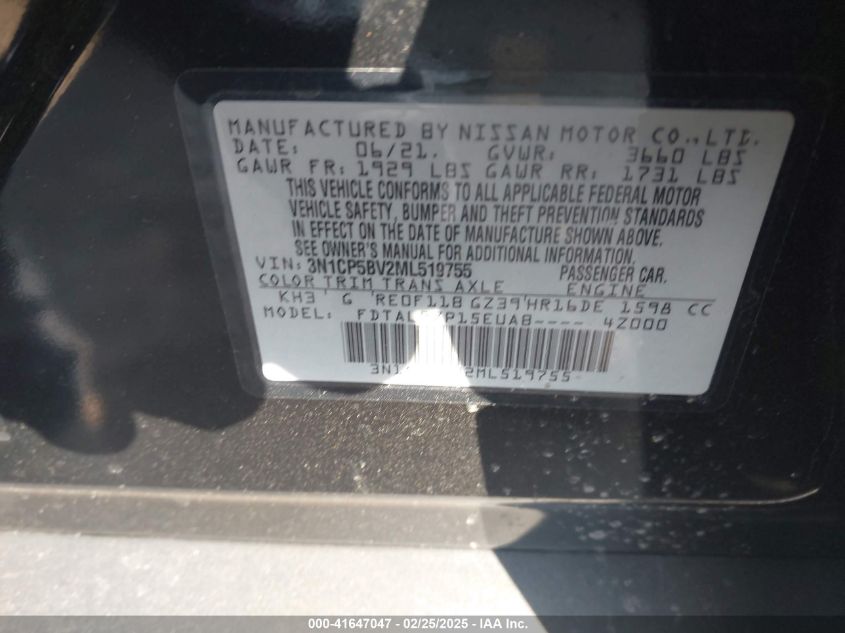 MANUFACTURED BY NISSAN MOTOR CO., LTD.
DATE: 06/21. GVWR: 3660 LBS
GAWR FR: 1929 LBS GAWR RR: 1731 LBS
THIS VEHICLE CONFORMS TO ALL APPLICABLE FEDERAL MOTOR
VEHICLE SAFETY, BUMPER AND THEFT PREVENTION STANDARDS
IN EFFECT ON THE DATE OF MANUFACTURE SHOWN ABOVE.
SEE OWNER'S MANUAL FOR ADDITIONAL INFORMATION.
VIN: 3N1CP5BV2ML519755 PASSENGER CAR.
COLOR TRIM TRANS AXLE ENGINE
KH3 G RE0F11B GZ39 HR16DE 1598 CC
MODEL: 4Z000
000-41647047 | 02/25/2025 | Copyright © IAA, Inc.